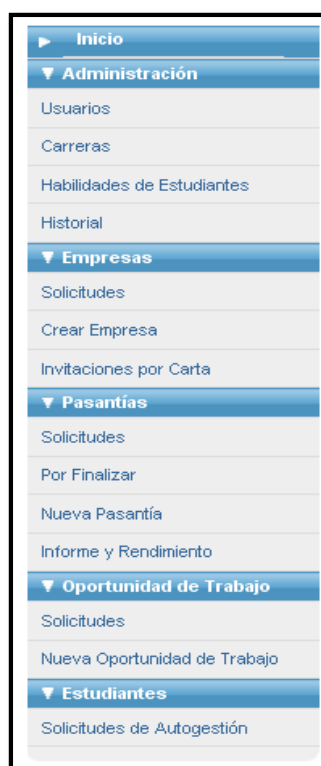 Inicio
Administración
Usuarios
Carreras
Habilidades de Estudiantes
Historial
Empresas
Solicitudes
Crear Empresa
Invitaciones por Carta
Pasantías
Solicitudes
Por Finalizar
Nueva Pasantía
Informe y Rendimiento
Oportunidad de Trabajo
Solicitudes
Nueva Oportunidad de Trabajo
Estudiantes
Solicitudes de Autogestión